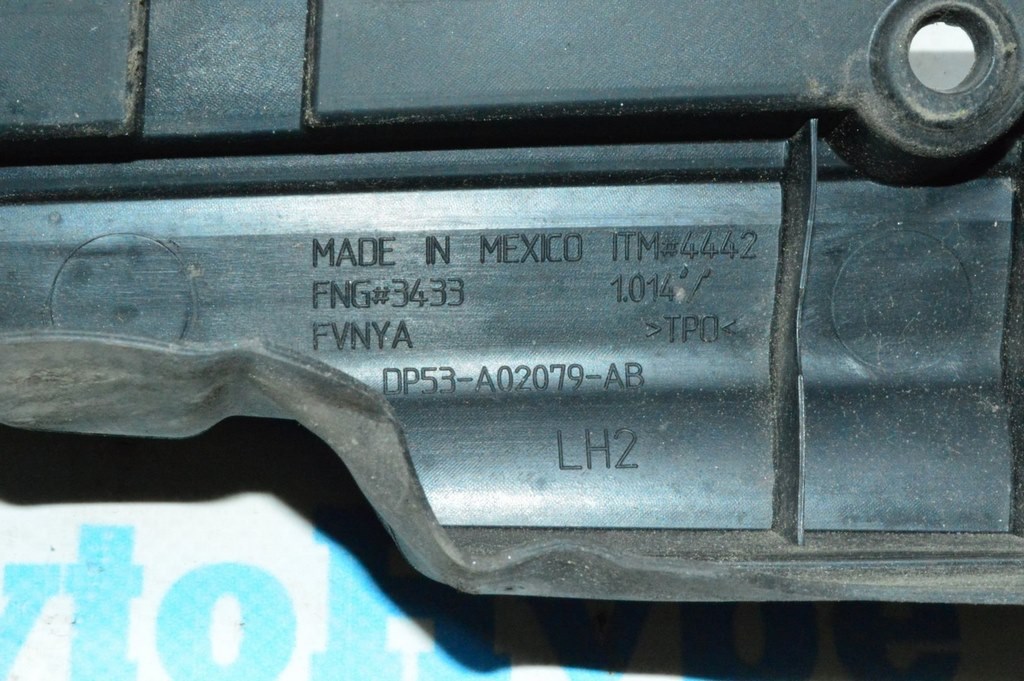 MADE IN MEXICO ITM#4442
FNG#3433 1.014"/
FVNYA >TPO<
DP53-A02079-AB
LH2